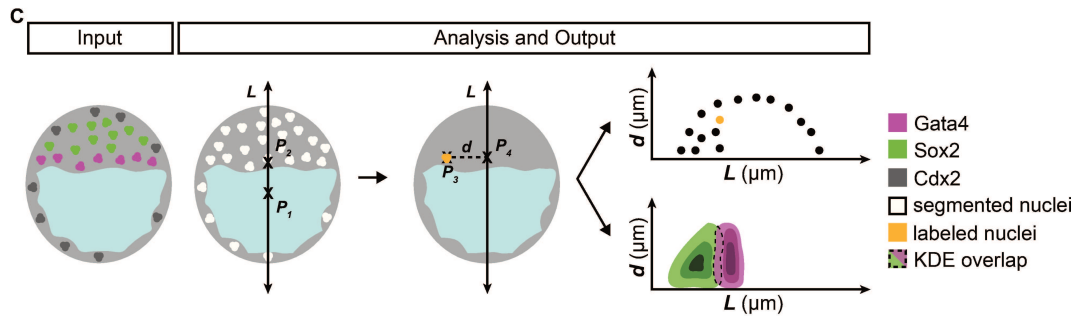 C
Input
Analysis and Output
L
P2
P1
L
d
P4
P3
d (µm)
L (µm)
d (µm)
L (µm)
Gata4
Sox2
Cdx2
segmented nuclei
labeled nuclei
KDE overlap